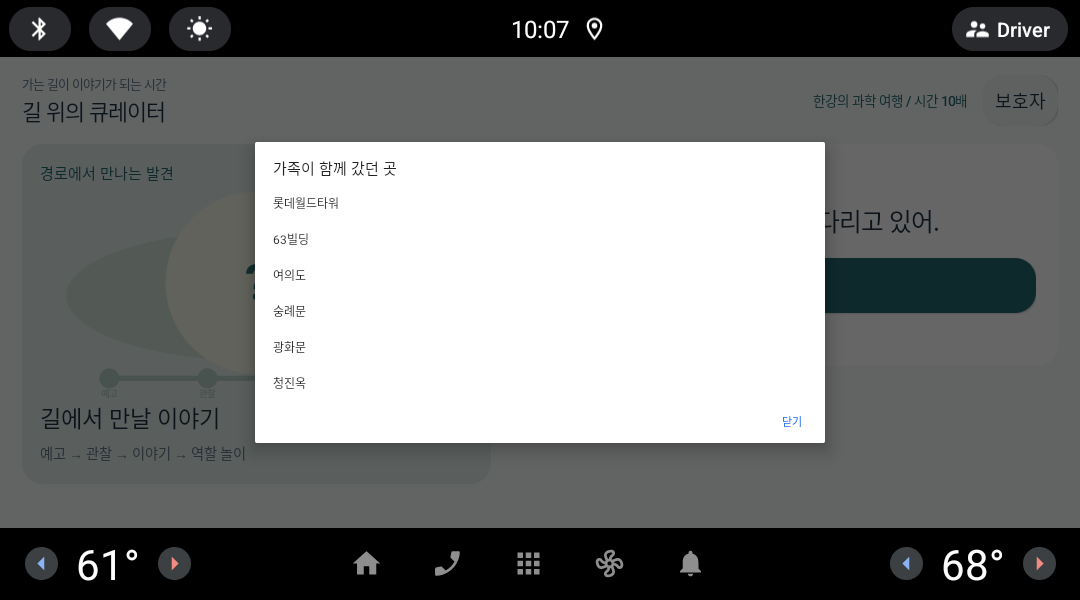 10:07
Driver
가는 길이 이야기가 되는 시간
길 위의 큐레이터
한강의 과학 여행 / 시간 10배
보호자
경로에서 만나는 발견
가족이 함께 갔던 곳
롯데월드타워
63빌딩
여의도
숭례문
광화문
청진옥
닫기
다리고 있어.
예고
관찰
길에서 만날 이야기
예고 → 관찰 → 이야기 → 역할 놀이
61°
68°